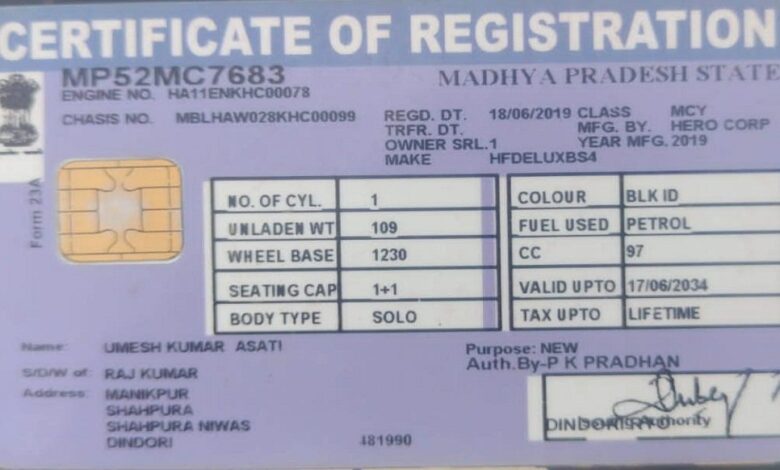 CERTIFICATE OF REGISTRATION
MP52MC7683 MADHYA PRADESH STATE
ENGINE NO. HA11ENKHC00078
CHASIS NO. MBLHAW028KHC00099 REGD. DT. 18/06/2019 CLASS MCY
TRFR. DT. MFG. BY. HERO CORP
OWNER SRL.1 YEAR MFG. 2019
MAKE HFDELUXBS4
Form 23A
NO. OF CYL. 1 COLOUR BLK ID
UNLADEN WT 109 FUEL USED PETROL
WHEEL BASE 1230 CC 97
SEATING CAP 1+1 VALID UPTO 17/06/2034
BODY TYPE SOLO TAX UPTO LIFETIME
Name: UMESH KUMAR ASATI Purpose: NEW
Auth.By-P K PRADHAN
S/D/W of: RAJ KUMAR
Address: MANIKPUR
SHAHPURA
SHAHPURA NIWAS DINDORI RTO Authority
DINDORI 481990